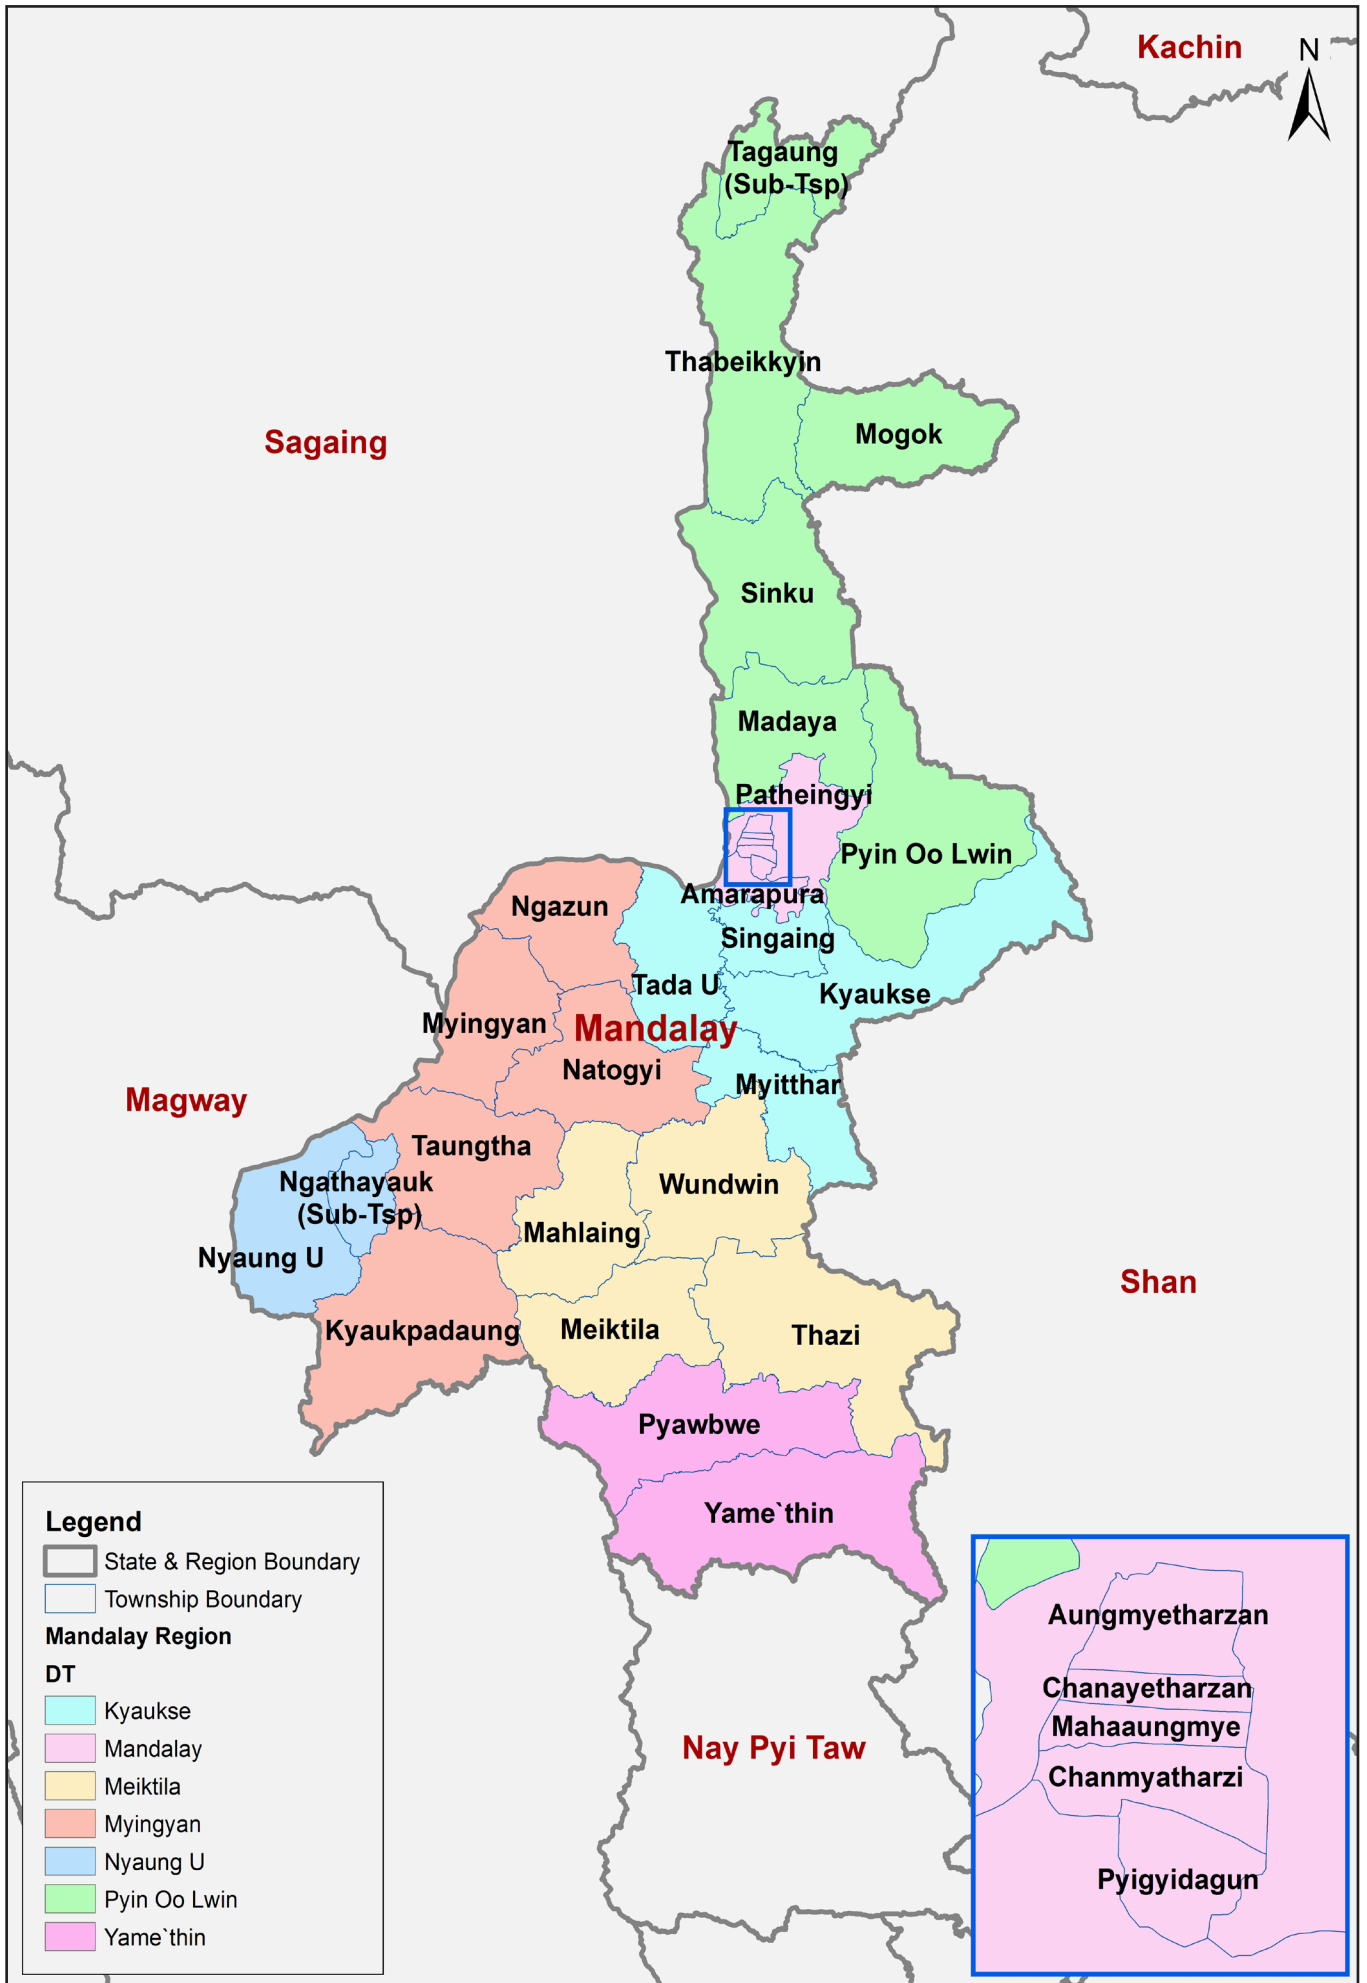 Kachin
N
Tagaung
(Sub-Tsp)
Thabeikkyin
Mogok
Sagaing
Sinku
Madaya
Patheingyi
Pyin Oo Lwin
Amarapura
Ngazun
Singaing
Tada U
Kyaukse
Myingyan
Mandalay
Natogyi
Myitthar
Magway
Taungtha
Ngathayauk
(Sub-Tsp)
Wundwin
Mahlaing
Nyaung U
Shan
Kyaukpadaung
Meiktila
Thazi
Pyawbwe
Yame`thin
Nay Pyi Taw
Legend
State & Region Boundary
Township Boundary
Mandalay Region
DT
Kyaukse
Mandalay
Meiktila
Myingyan
Nyaung U
Pyin Oo Lwin
Yame`thin
Aungmyetharzan
Chanayetharzan
Mahaaungmye
Chanmyatharzi
Pyigyidagun